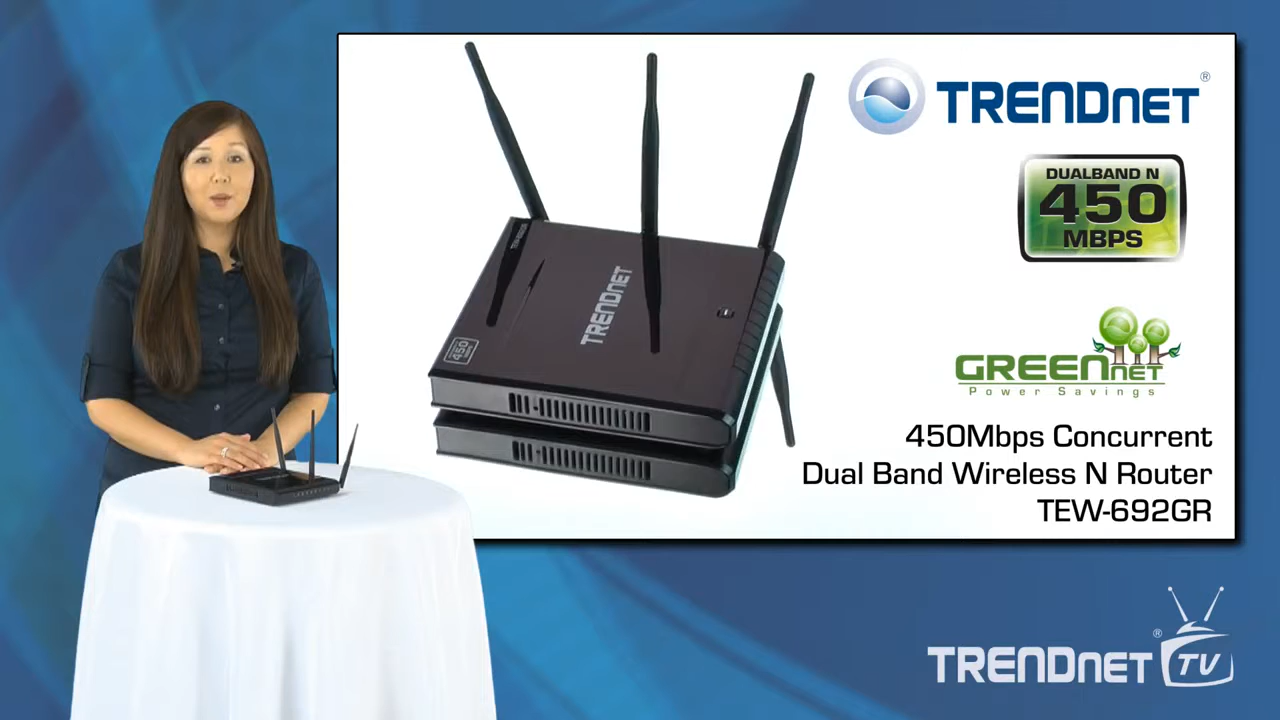 TRENDNET®
DUALBAND N
450
MBPS
TRENDNET
450
GREENNET
Power Savings
450Mbps Concurrent
Dual Band Wireless N Router
TEW-692GR
TRENDNET® TV